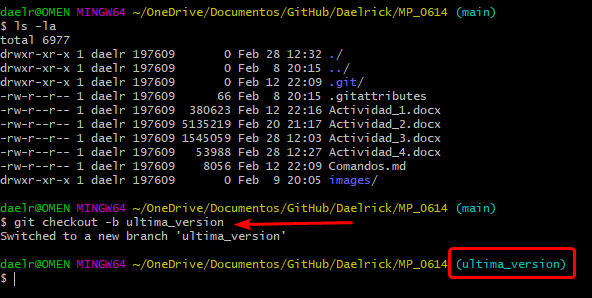 daelr@OMEN MINGW64 ~/OneDrive/Documentos/GitHub/Daelrick/MP_0614 (main)
$ ls -la
total 6977
drwxr-xr-x 1 daelr 197609 0 Feb 28 12:32 ./
drwxr-xr-x 1 daelr 197609 0 Feb 8 20:15 ../
drwxr-xr-x 1 daelr 197609 0 Feb 12 22:09 .git/
-rw-r--r-- 1 daelr 197609 66 Feb 8 20:15 .gitattributes
-rw-r--r-- 1 daelr 197609 380623 Feb 12 22:16 Actividad_1.docx
-rw-r--r-- 1 daelr 197609 5135219 Feb 20 21:17 Actividad_2.docx
-rw-r--r-- 1 daelr 197609 1545059 Feb 28 12:03 Actividad_3.docx
-rw-r--r-- 1 daelr 197609 53988 Feb 28 12:27 Actividad_4.docx
-rw-r--r-- 1 daelr 197609 8056 Feb 12 22:09 Comandos.md
drwxr-xr-x 1 daelr 197609 0 Feb 9 20:05 images/
daelr@OMEN MINGW64 ~/OneDrive/Documentos/GitHub/Daelrick/MP_0614 (main)
$ git checkout -b ultima_version
Switched to a new branch 'ultima_version'
daelr@OMEN MINGW64 ~/OneDrive/Documentos/GitHub/Daelrick/MP_0614 (ultima_version)
$